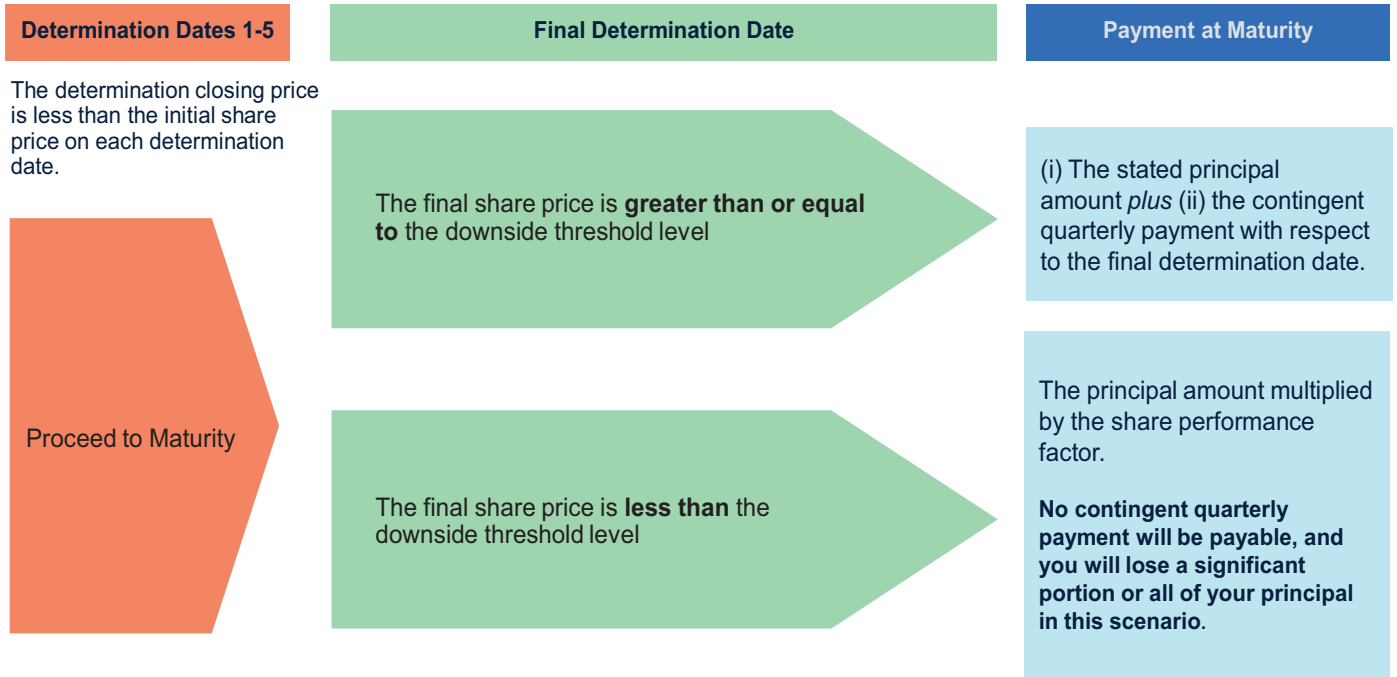 Determination Dates 1-5
Final Determination Date
Payment at Maturity
The determination closing price
is less than the initial share
price on each determination
date.
Proceed to Maturity
The final share price is greater than or equal
to the downside threshold level
(i) The stated principal
amount plus (ii) the contingent
quarterly payment with respect
to the final determination date.
The final share price is less than the
downside threshold level
The principal amount multiplied
by the share performance
factor.
No contingent quarterly
payment will be payable, and
you will lose a significant
portion or all of your principal
in this scenario.